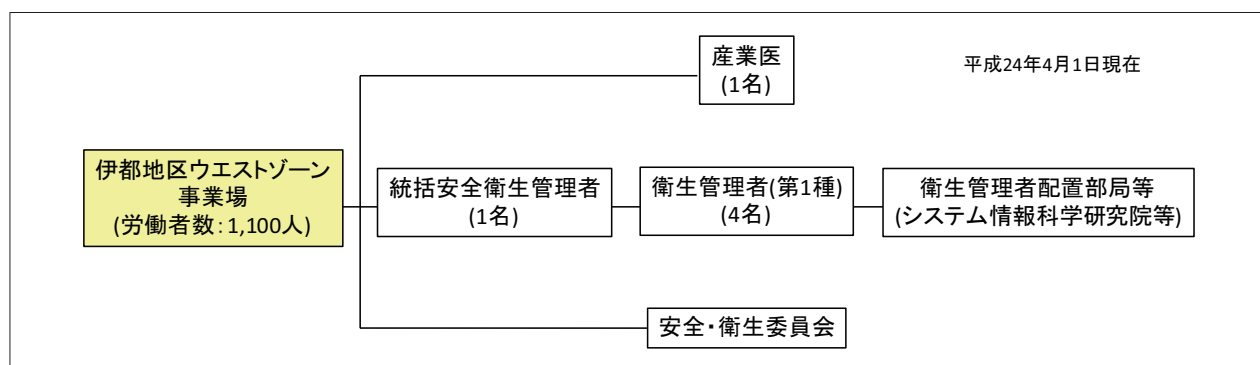 産業医
(1名)
平成24年4月1日現在
伊都地区ウエストゾーン
事業場
(労働者数:1,100人)
統括安全衛生管理者
(1名)
衛生管理者(第1種)
(4名)
衛生管理者配置部局等
(システム情報科学研究院等)
安全・衛生委員会